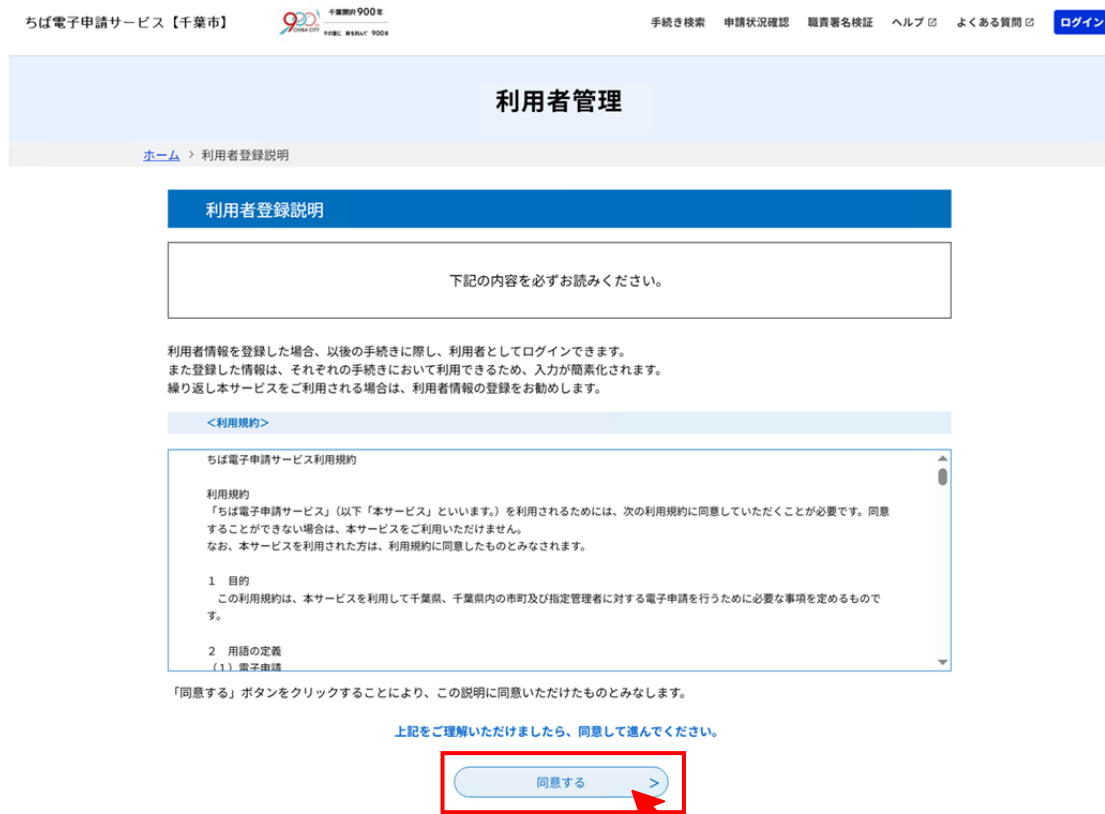 ちば電子申請サービス【千葉市】
900
CHIBA CITY
千葉開府900年
手続き検索 申請状況確認 職責署名検証 ヘルプ よくある質問 ログイン
利用者管理
ホーム > 利用者登録説明
利用者登録説明
下記の内容を必ずお読みください。
利用者情報を登録した場合、以後の手続きに際し、利用者としてログインできます。
また登録した情報は、それぞれの手続きにおいて利用できるため、入力が簡素化されます。
繰り返し本サービスをご利用される場合は、利用者情報の登録をお勧めします。
＜利用規約＞
ちば電子申請サービス利用規約
利用規約
「ちば電子申請サービス」（以下「本サービス」といいます。）を利用されるためには、次の利用規約に同意していただくことが必要です。同意
することができない場合は、本サービスをご利用いただけません。
なお、本サービスを利用された方は、利用規約に同意したものとみなされます。
１　目的
この利用規約は、本サービスを利用して千葉県、千葉県内の市町及び指定管理者に対する電子申請を行うために必要な事項を定めるもので
す。
２　用語の定義
（１）電子申請
「同意する」ボタンをクリックすることにより、この説明に同意いただけたものとみなします。
上記をご理解いただけましたら、同意して進んでください。
同意する >